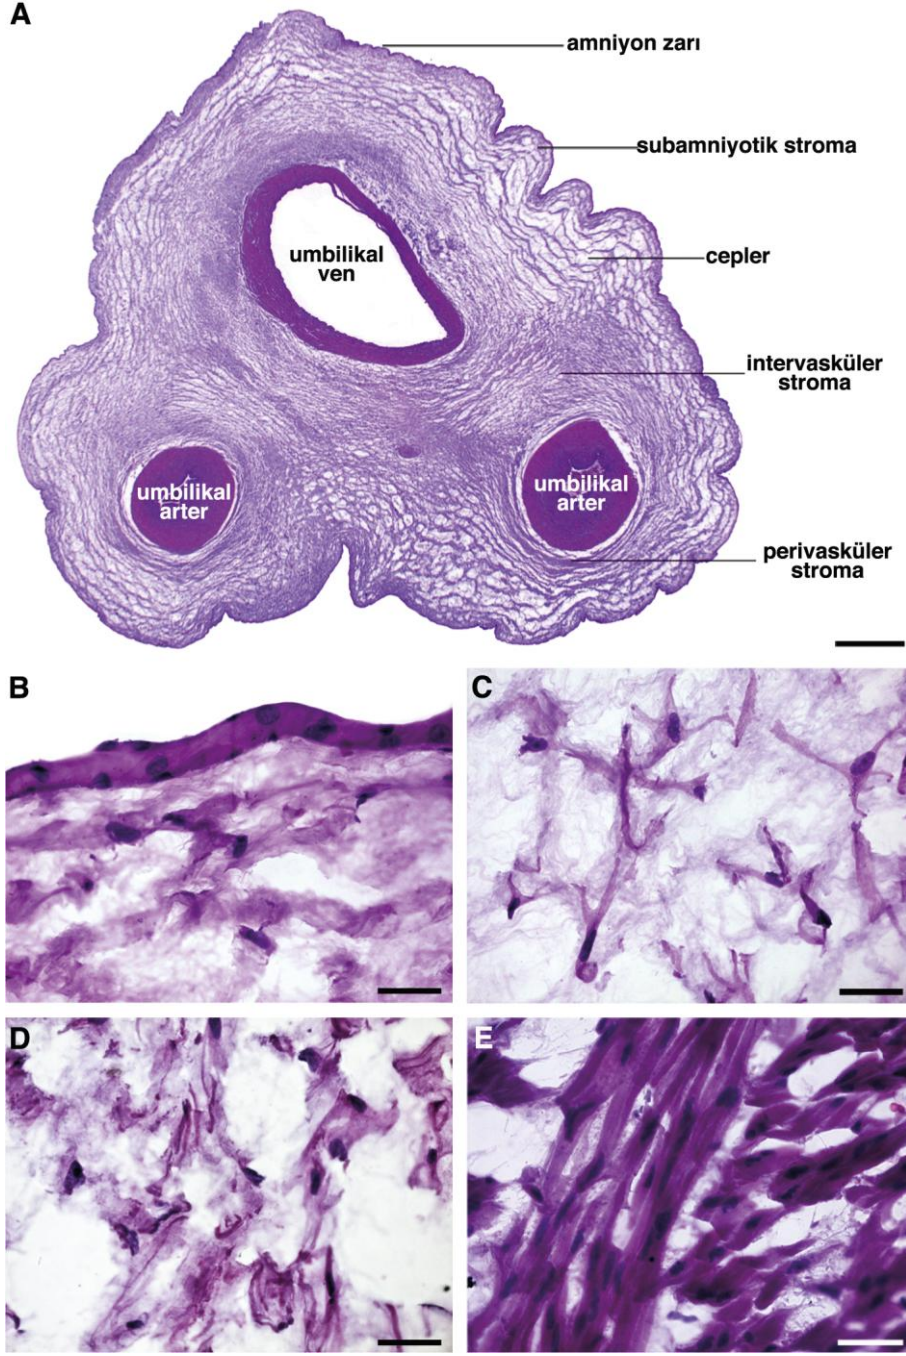 A
amniyon zarı
subamniyotik stroma
umbilikal
ven
cepler
intervasküler
stroma
umbilikal
arter
umbilikal
arter
perivasküler
stroma
B
C
D
E